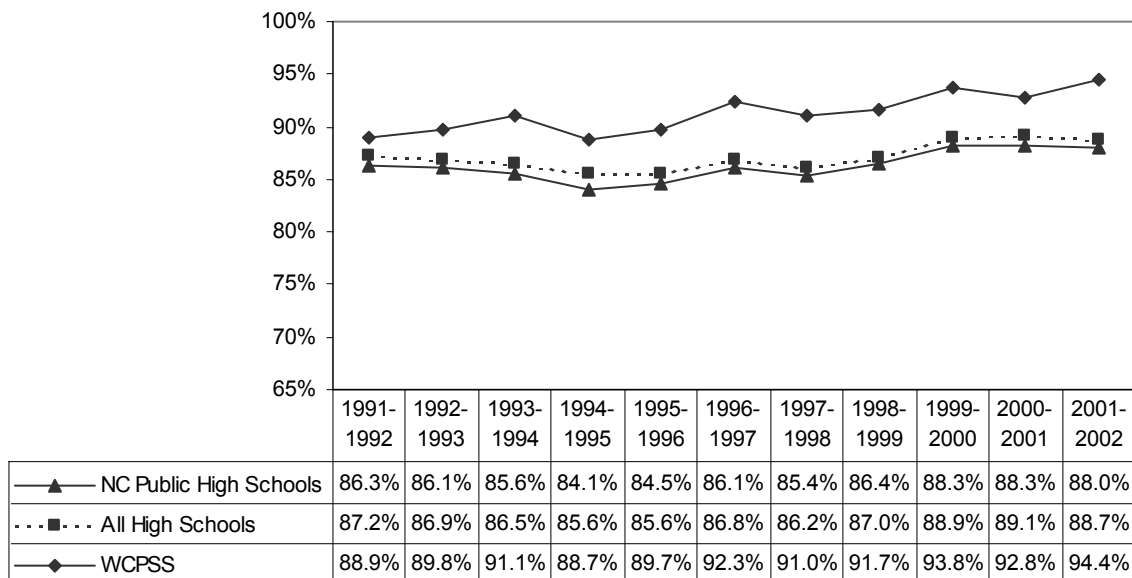 100%
95%
90%
85%
80%
75%
70%
65%
1991- 1992- 1993- 1994- 1995- 1996- 1997- 1998- 1999- 2000- 2001-
1992 1993 1994 1995 1996 1997 1998 1999 2000 2001 2002
NC Public High Schools 86.3% 86.1% 85.6% 84.1% 84.5% 86.1% 85.4% 86.4% 88.3% 88.3% 88.0%
All High Schools 87.2% 86.9% 86.5% 85.6% 85.6% 86.8% 86.2% 87.0% 88.9% 89.1% 88.7%
WCPSS 88.9% 89.8% 91.1% 88.7% 89.7% 92.3% 91.0% 91.7% 93.8% 92.8% 94.4%